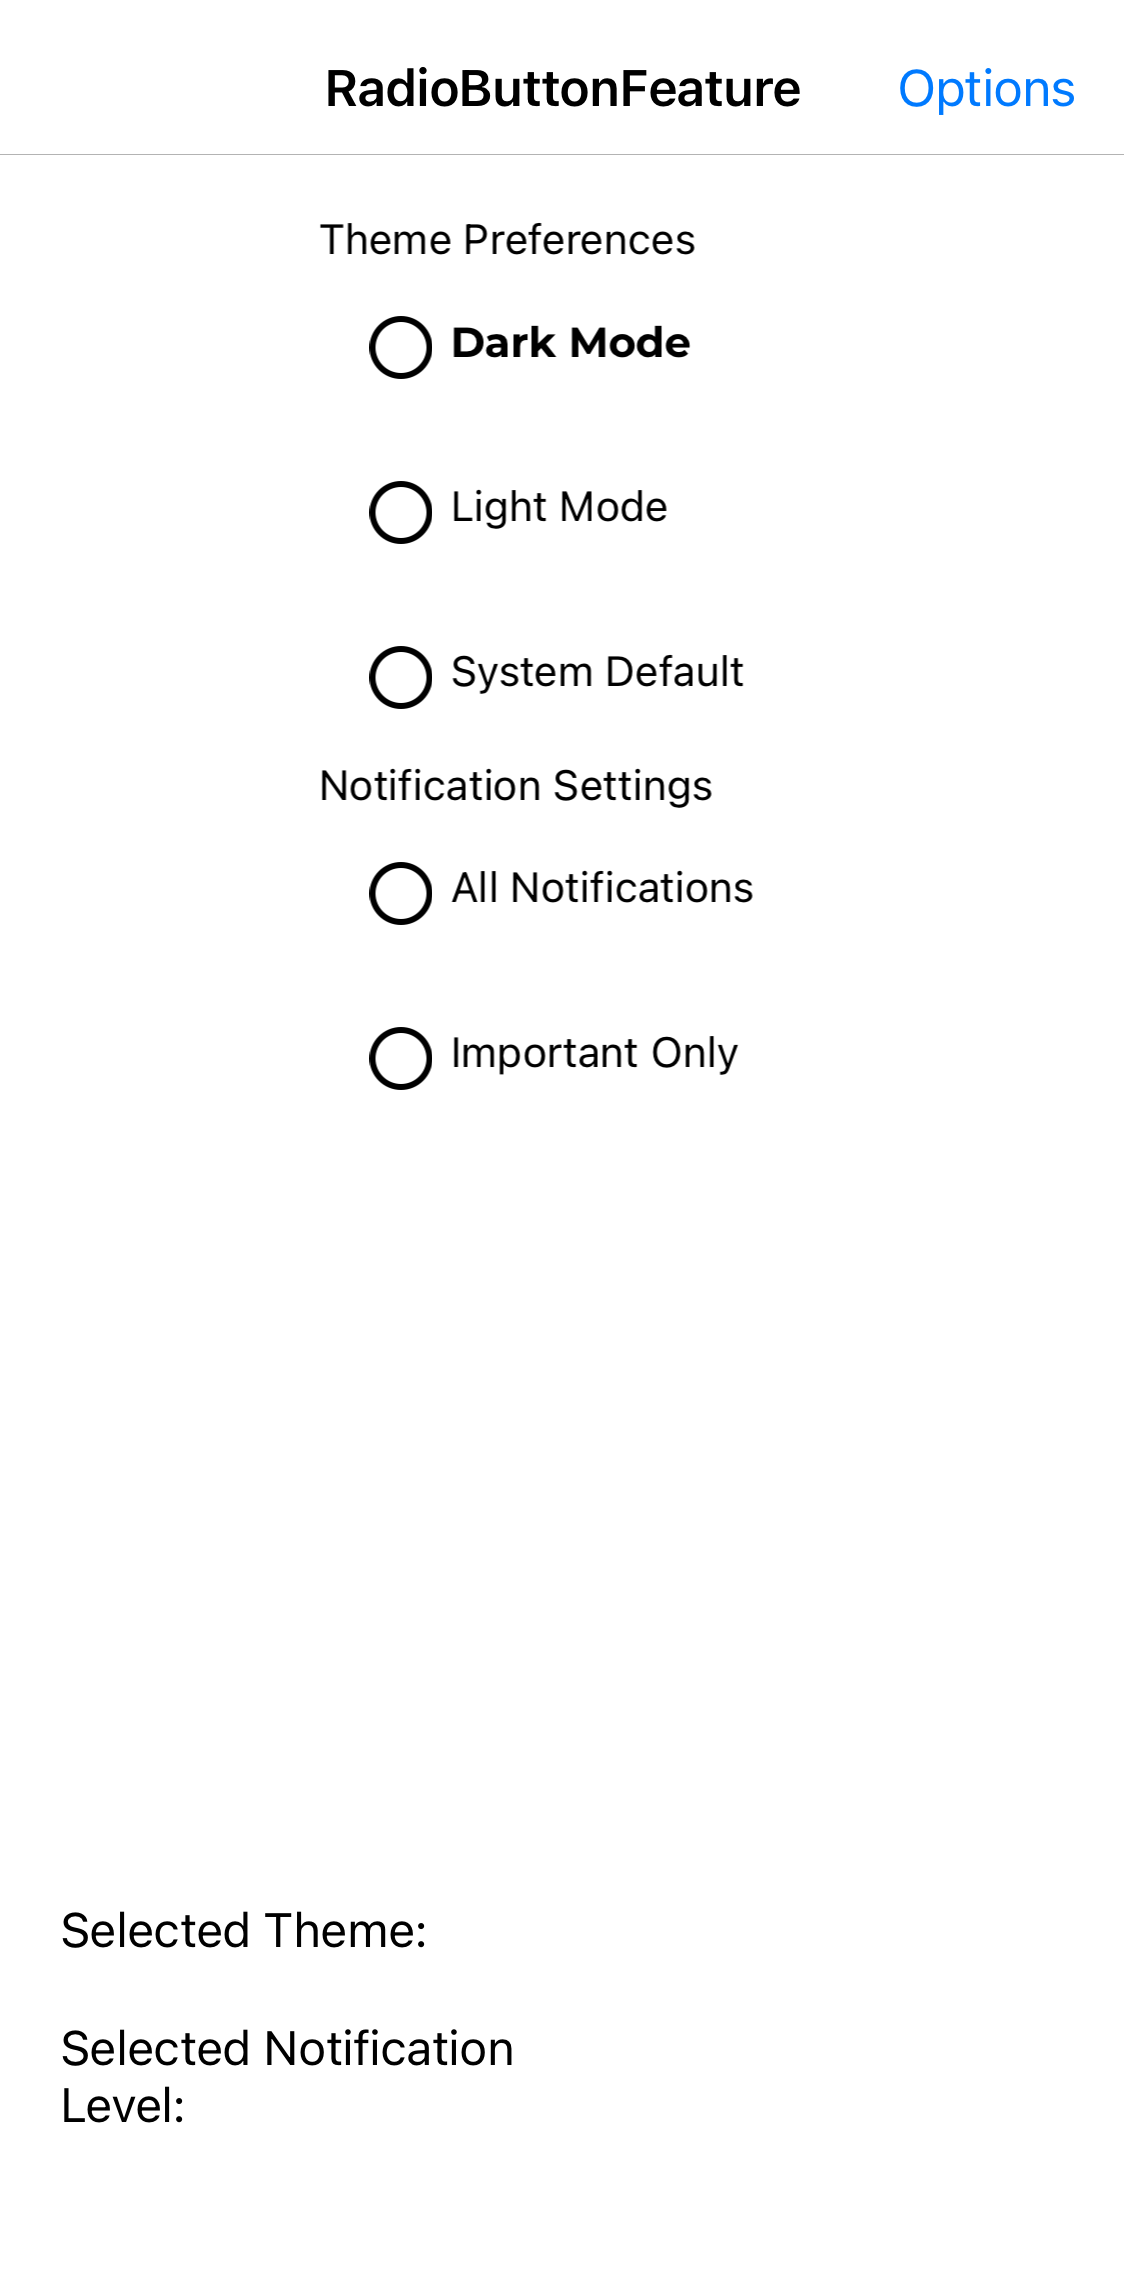 RadioButtonFeature
Options
Theme Preferences
Dark Mode
Light Mode
System Default
Notification Settings
All Notifications
Important Only
Selected Theme:
Selected Notification
Level: